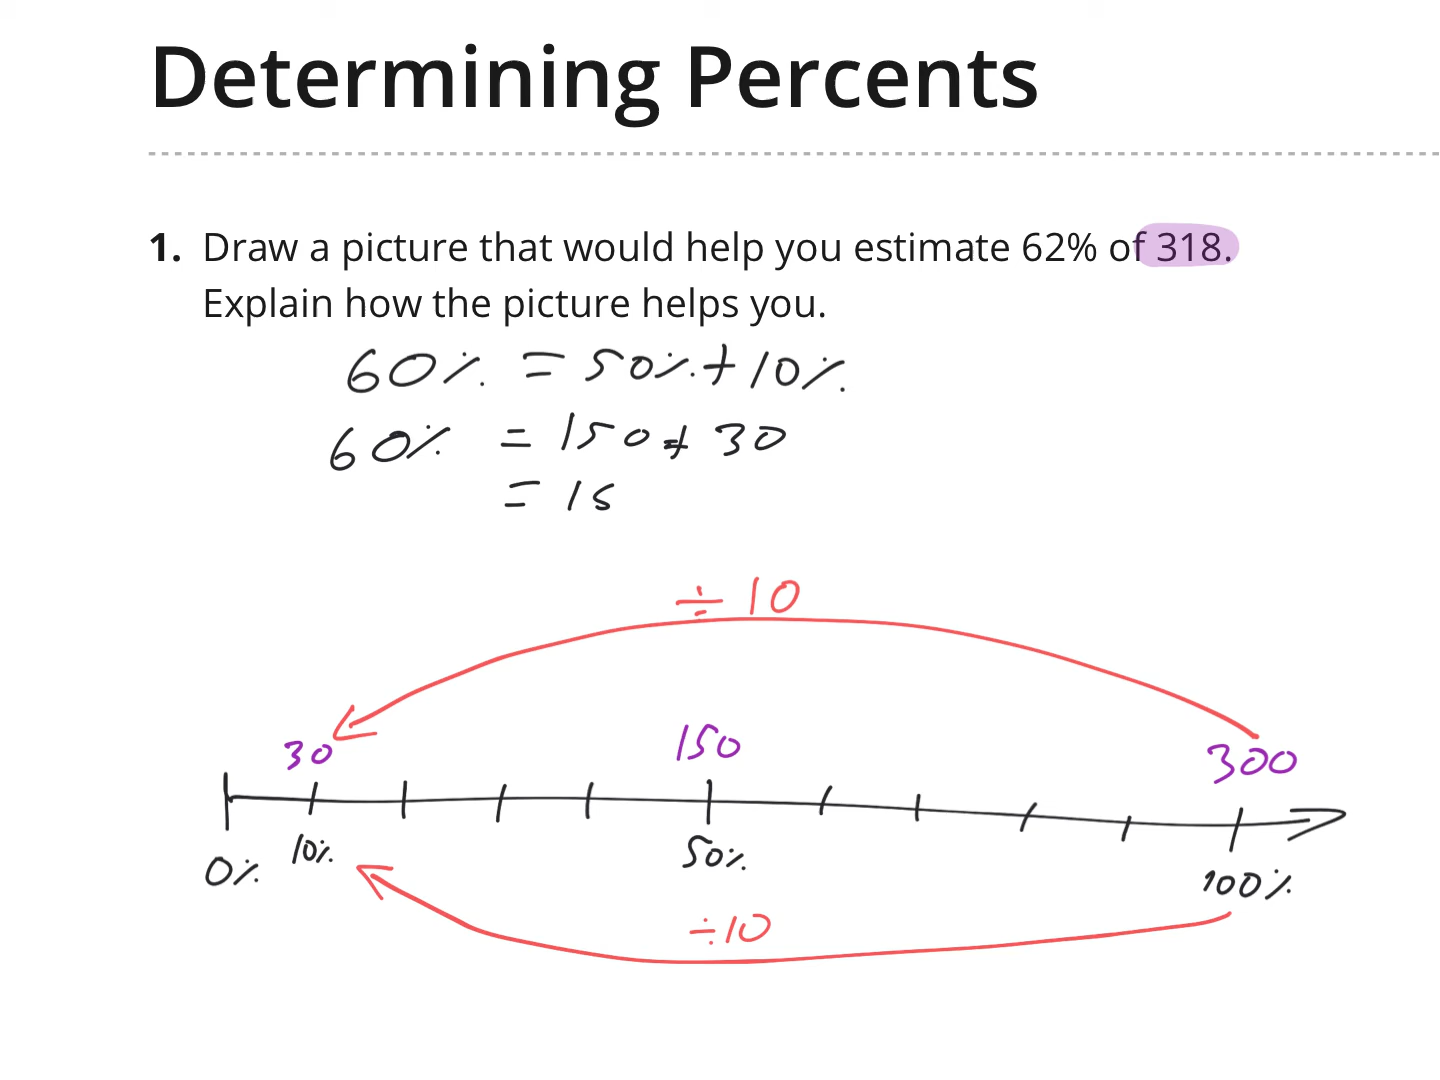 Determining Percents
1. Draw a picture that would help you estimate 62% of 318.
Explain how the picture helps you.
60% = 50% + 10%
60% = 150 + 30
= 15
÷ 10
30 150 300
0% 10% 50% 100%
÷10